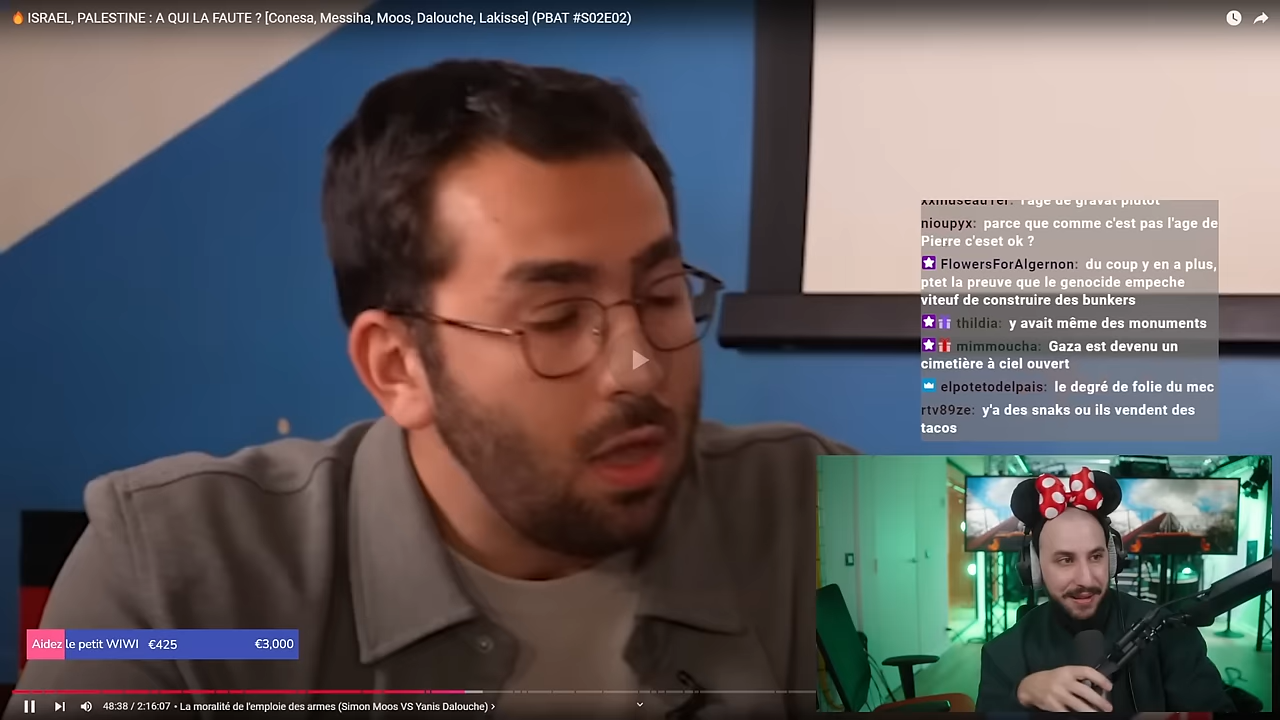 ISRAEL, PALESTINE : A QUI LA FAUTE ? [Conesa, Messiha, Moos, Dalouche, Lakisse] (PBAT #S02E02)
l'age de gravat plutot
nioupyx: parce que comme c'est pas l'age de
Pierre c'eset ok ?
FlowersForAlgernon: du coup y en a plus,
ptet la preuve que le genocide empeche
viteuf de construire des bunkers
thildia: y avait même des monuments
mimmoucha: Gaza est devenu un
cimetière à ciel ouvert
elpotetodelpais: le degré de folie du mec
rtv89ze: y'a des snaks ou ils vendent des
tacos
Aidez le petit WIWI €425 €3,000
48:38 / 2:16:07 • La moralité de l'emploie des armes (Simon Moos VS Yanis Dalouche) ›